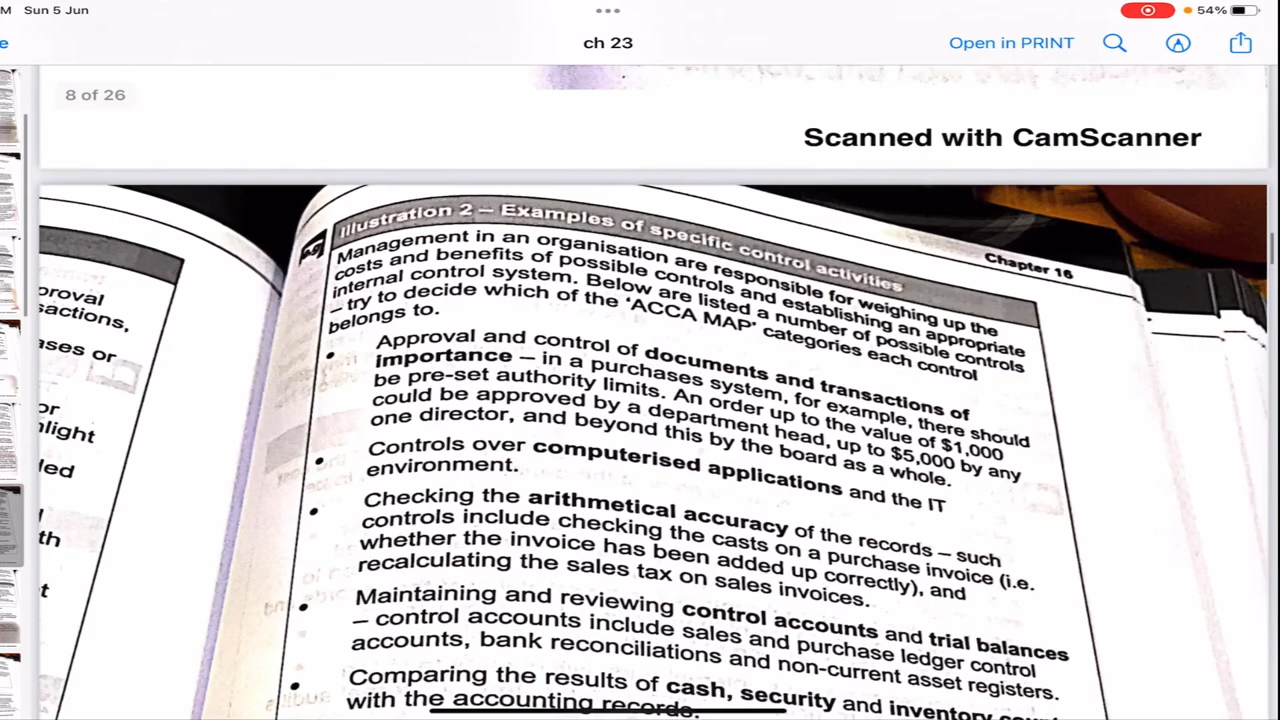 M Sun 5 Jun
54%
e
ch 23
Open in PRINT
8 of 26
Scanned with CamScanner
Illustration 2 – Examples of specific control activities
Chapter 16
Management in an organisation are responsible for weighing up the
costs and benefits of possible controls and establishing an appropriate
internal control system. Below are listed a number of possible controls
– try to decide which of the 'ACCA MAP' categories each control
belongs to.
• Approval and control of documents and transactions of
importance – in a purchases system, for example, there should
be pre-set authority limits. An order up to the value of $1,000
could be approved by a department head, up to $5,000 by any
one director, and beyond this by the board as a whole.
• Controls over computerised applications and the IT
environment.
• Checking the arithmetical accuracy of the records – such
controls include checking the casts on a purchase invoice (i.e.
whether the invoice has been added up correctly), and
recalculating the sales tax on sales invoices.
• Maintaining and reviewing control accounts and trial balances
– control accounts include sales and purchase ledger control
accounts, bank reconciliations and non-current asset registers.
• Comparing the results of cash, security and inventory
with the accounting records.
proval
sactions,
ases or
or
nlight
led
th
t